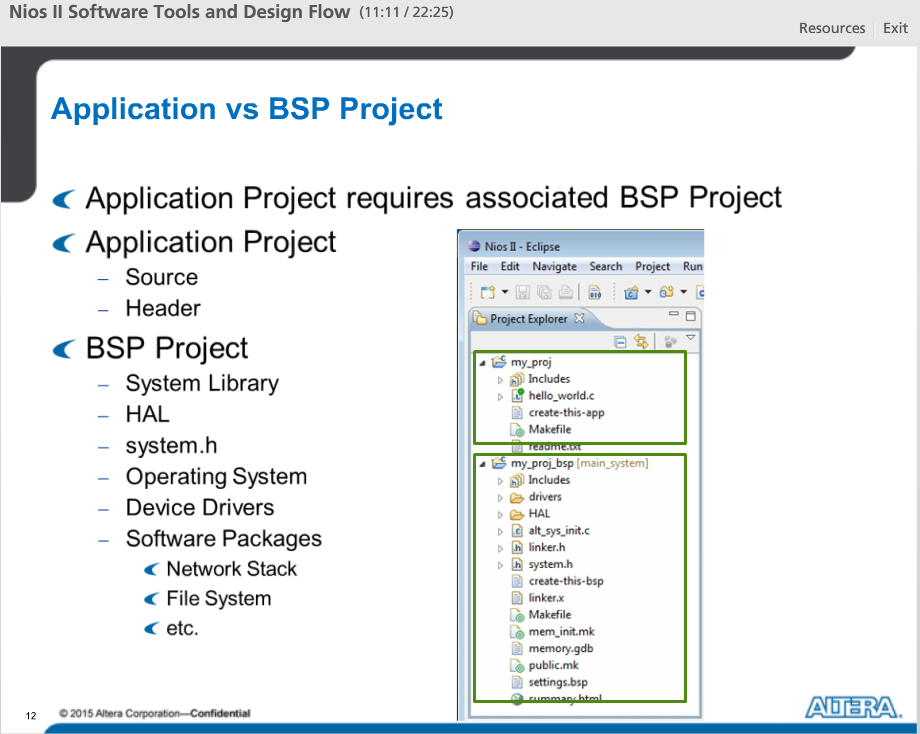 Nios II Software Tools and Design Flow (11:11 / 22:25)
Resources Exit
Application vs BSP Project
Application Project requires associated BSP Project
Application Project
– Source
– Header
BSP Project
– System Library
– HAL
– system.h
– Operating System
– Device Drivers
– Software Packages
Network Stack
File System
etc.
Nios II - Eclipse
File Edit Navigate Search Project Run
Project Explorer
my_proj
Includes
hello_world.c
create-this-app
Makefile
readme.txt
my_proj_bsp [main_system]
Includes
drivers
HAL
alt_sys_init.c
linker.h
system.h
create-this-bsp
linker.x
Makefile
mem_init.mk
memory.gdb
public.mk
settings.bsp
summary.html
12 © 2015 Altera Corporation—Confidential
ALTERA